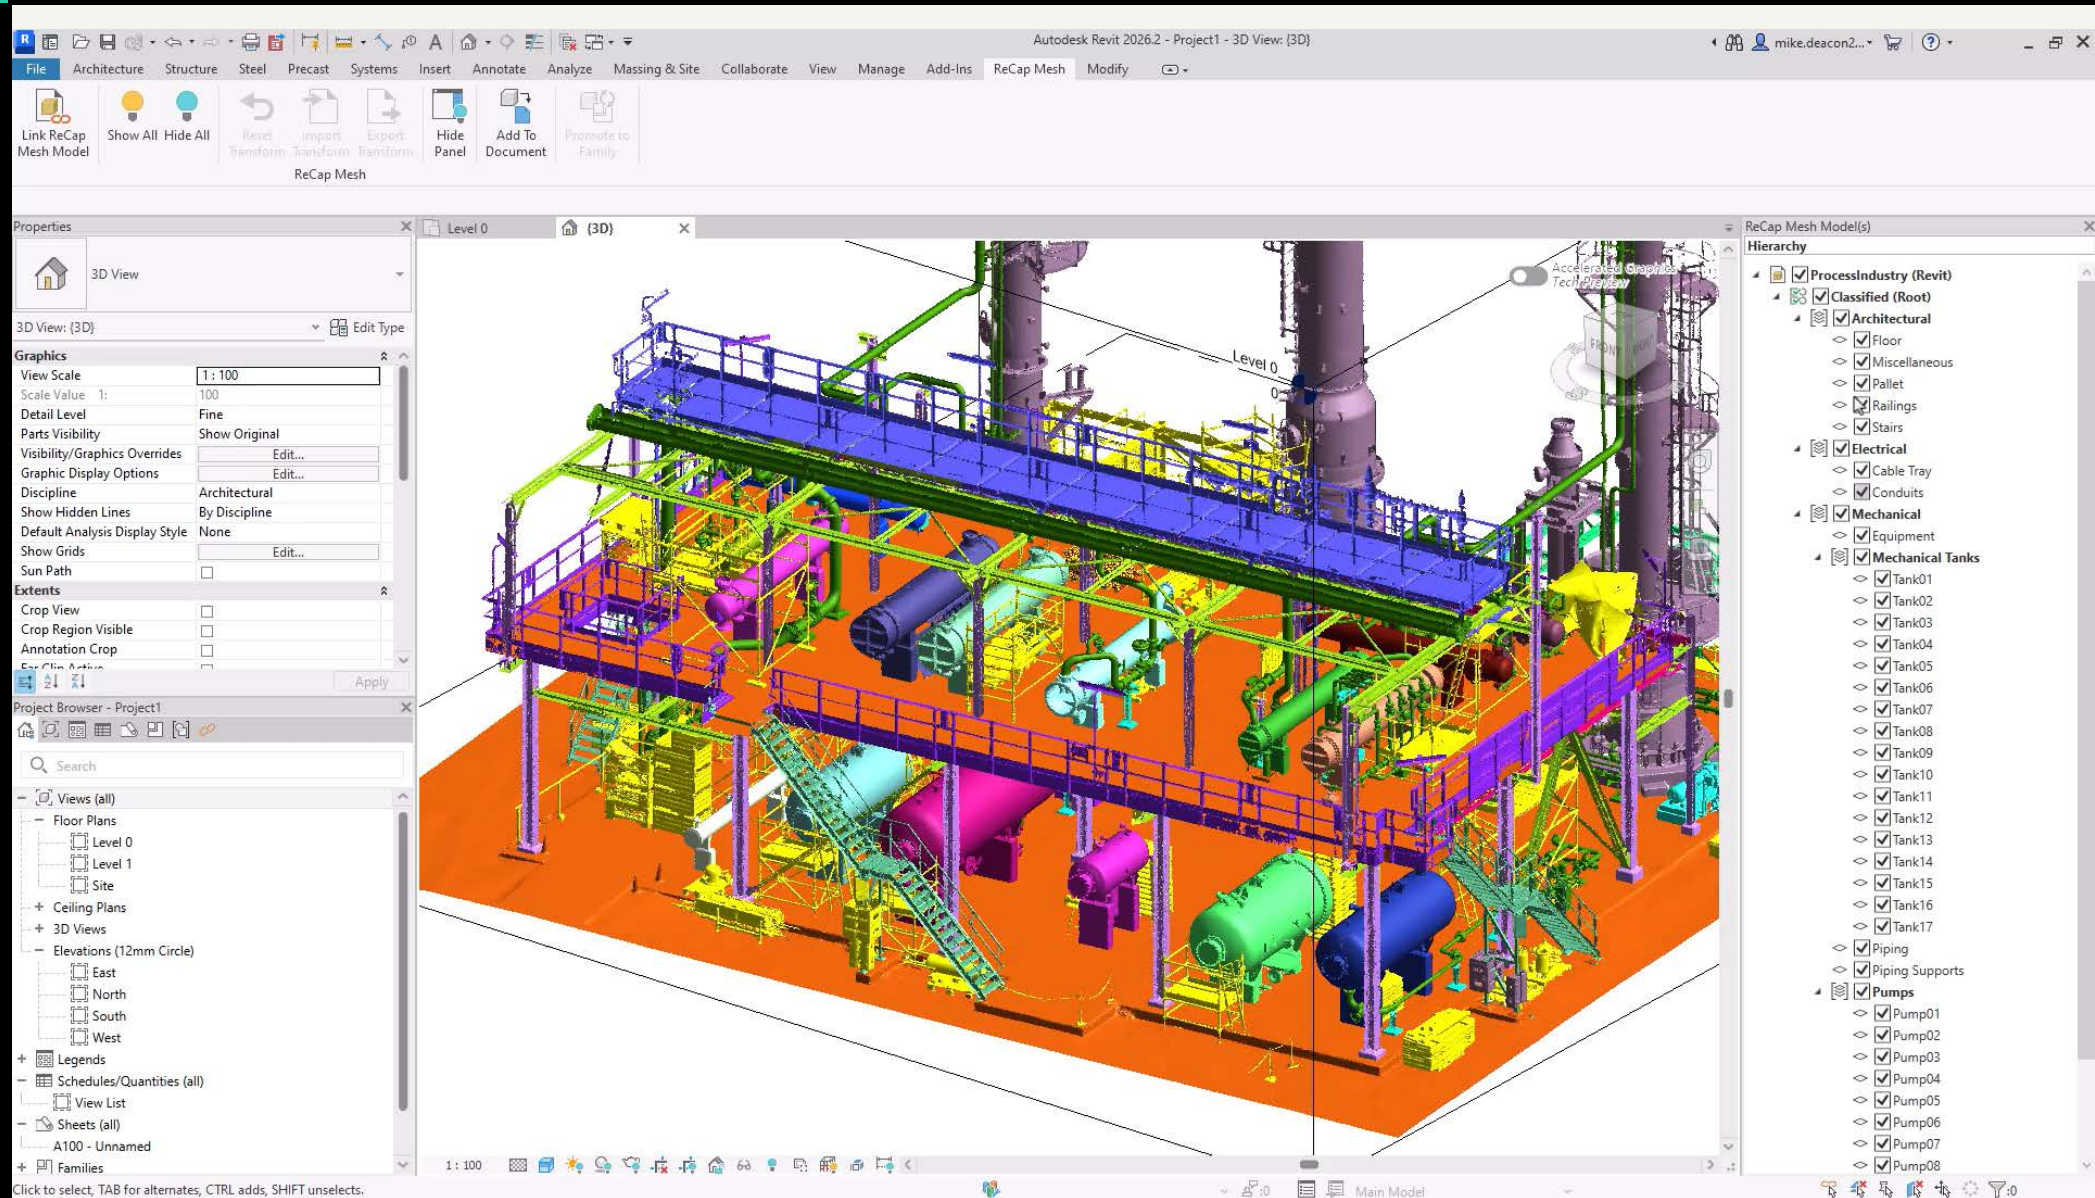 Autodesk Revit 2026.2 - Project1 - 3D View: {3D}
mike.deacon2...
File Architecture Structure Steel Precast Systems Insert Annotate Analyze Massing & Site Collaborate View Manage Add-Ins ReCap Mesh Modify
Link ReCap Mesh Model
Show All
Hide All
Reset Transform
Import Transform
Export Transform
Hide Panel
Add To Document
Promote to Family
ReCap Mesh
Properties
3D View
3D View: {3D}
Edit Type
Graphics
View Scale 1 : 100
Scale Value 1: 100
Detail Level Fine
Parts Visibility Show Original
Visibility/Graphics Overrides Edit...
Graphic Display Options Edit...
Discipline Architectural
Show Hidden Lines By Discipline
Default Analysis Display Style None
Show Grids Edit...
Sun Path
Extents
Crop View
Crop Region Visible
Annotation Crop
Far Clip Active
Apply
Project Browser - Project1
Search
Views (all)
Floor Plans
Level 0
Level 1
Site
Ceiling Plans
3D Views
Elevations (12mm Circle)
East
North
South
West
Legends
Schedules/Quantities (all)
View List
Sheets (all)
A100 - Unnamed
Families
Level 0
{3D}
Accelerated Graphics
Tech Preview
FRONT
RIGHT
Level 0
0
1 : 100
ReCap Mesh Model(s)
Hierarchy
ProcessIndustry (Revit)
Classified (Root)
Architectural
Floor
Miscellaneous
Pallet
Railings
Stairs
Electrical
Cable Tray
Conduits
Mechanical
Equipment
Mechanical Tanks
Tank01
Tank02
Tank03
Tank04
Tank05
Tank06
Tank07
Tank08
Tank09
Tank10
Tank11
Tank12
Tank13
Tank14
Tank15
Tank16
Tank17
Piping
Piping Supports
Pumps
Pump01
Pump02
Pump03
Pump04
Pump05
Pump06
Pump07
Pump08
Click to select, TAB for alternates, CTRL adds, SHIFT unselects.
:0
Main Model
:0